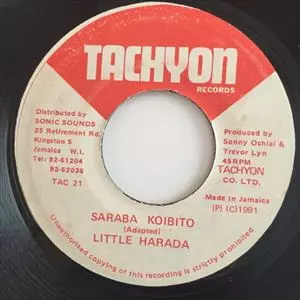 TACHYON
RECORDS
Distributed by
SONIC SOUNDS
25 Retirement Rd.
Kingston 5
Jamaica W.I.
Tel: 92-61204
92-62036
TAC 21
Produced by
Sonny Ochiai &
Trevor Lyn
45RPM
TACHYON
CO. LTD.
Made in Jamaica
(P) (C)1991
SARABA KOIBITO
(Adapted)
LITTLE HARADA
Unauthorised copying of this recording is strictly prohibited